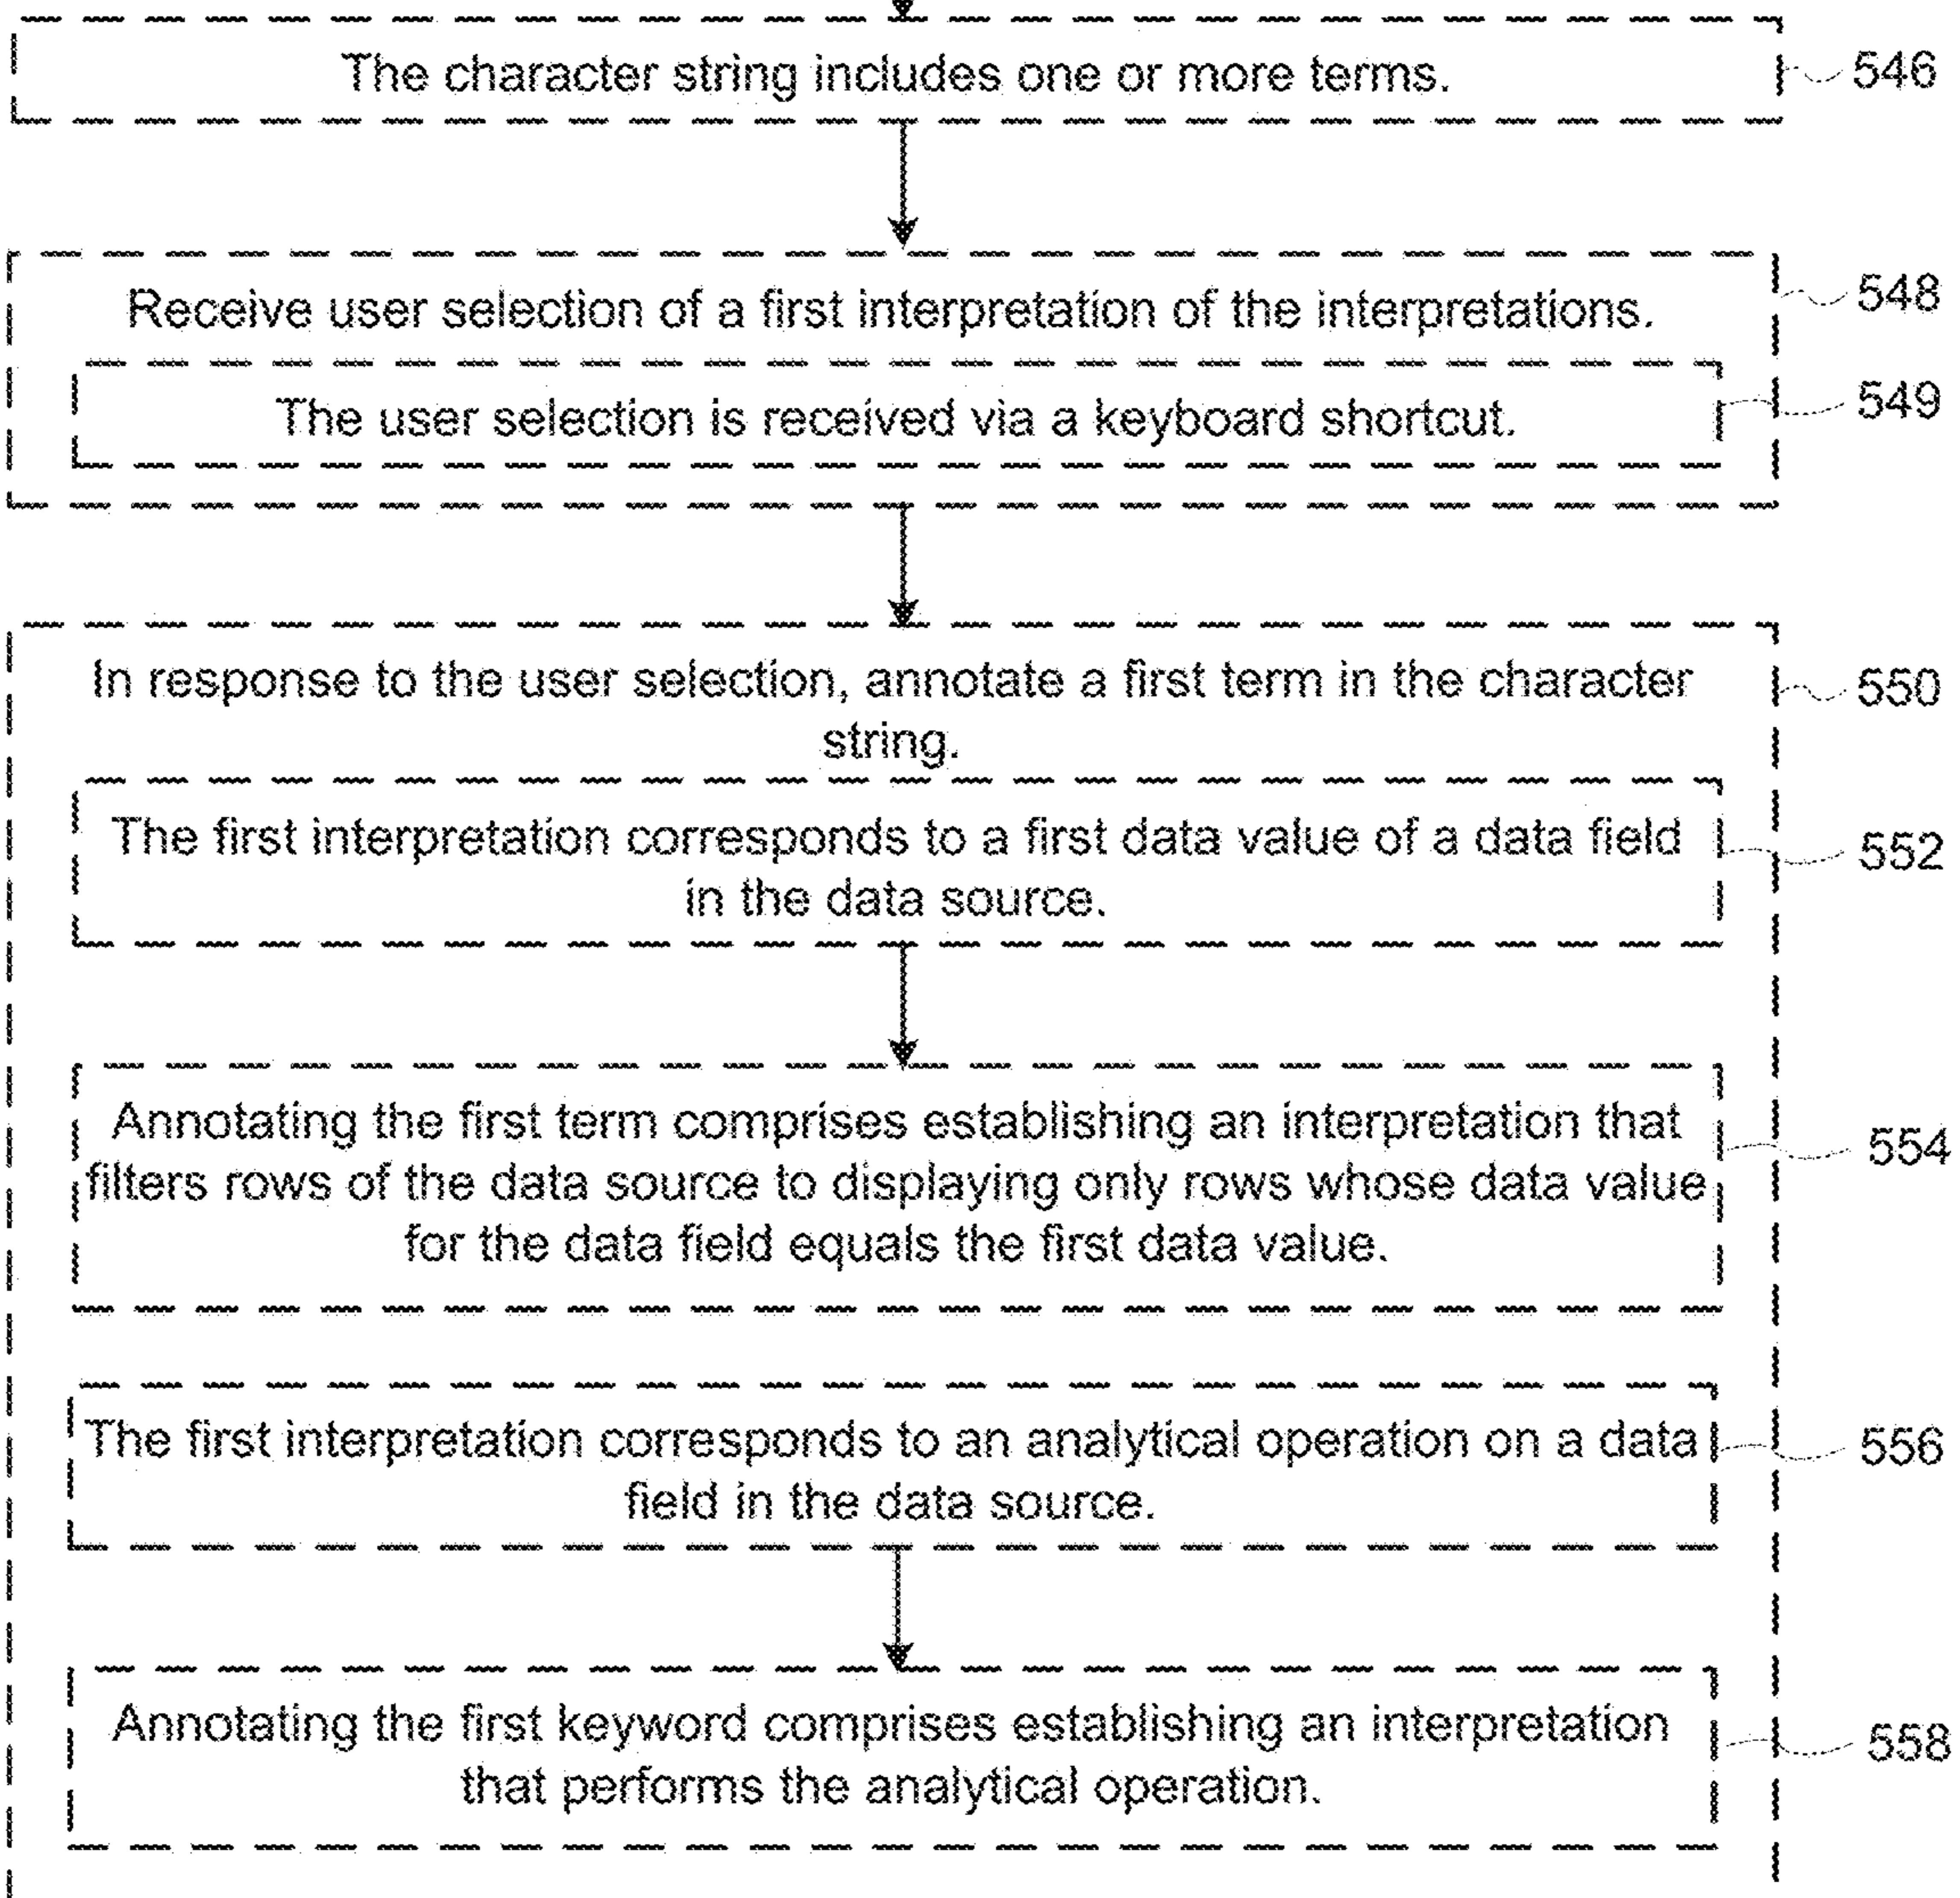 The character string includes one or more terms.
546
Receive user selection of a first interpretation of the interpretations.
548
The user selection is received via a keyboard shortcut.
549
In response to the user selection, annotate a first term in the character
string.
550
The first interpretation corresponds to a first data value of a data field
in the data source.
552
Annotating the first term comprises establishing an interpretation that
filters rows of the data source to displaying only rows whose data value
for the data field equals the first data value.
554
The first interpretation corresponds to an analytical operation on a data
field in the data source.
556
Annotating the first keyword comprises establishing an interpretation
that performs the analytical operation.
558